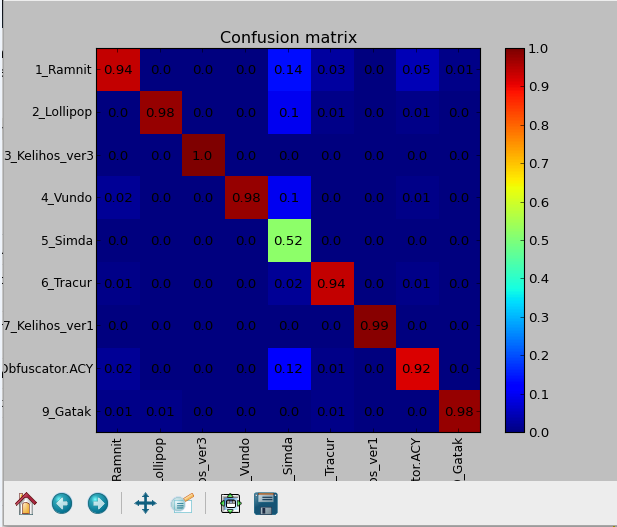 Confusion matrix
1_Ramnit 0.94 0.0 0.0 0.0 0.14 0.03 0.0 0.05 0.01
2_Lollipop 0.0 0.98 0.0 0.0 0.1 0.01 0.0 0.01 0.0
3_Kelihos_ver3 0.0 0.0 1.0 0.0 0.0 0.0 0.0 0.0 0.0
4_Vundo 0.02 0.0 0.0 0.98 0.1 0.0 0.0 0.01 0.0
5_Simda 0.0 0.0 0.0 0.0 0.52 0.0 0.0 0.0 0.0
6_Tracur 0.01 0.0 0.0 0.0 0.02 0.94 0.0 0.01 0.0
7_Kelihos_ver1 0.0 0.0 0.0 0.0 0.0 0.0 0.99 0.0 0.0
Obfuscator.ACY 0.02 0.0 0.0 0.0 0.12 0.01 0.0 0.92 0.0
9_Gatak 0.01 0.01 0.0 0.0 0.0 0.01 0.0 0.0 0.98
Ramnit
ollipop
os_ver3
_Vundo
_Simda
_Tracur
os_ver1
tor.ACY
_Gatak
1.0
0.9
0.8
0.7
0.6
0.5
0.4
0.3
0.2
0.1
0.0